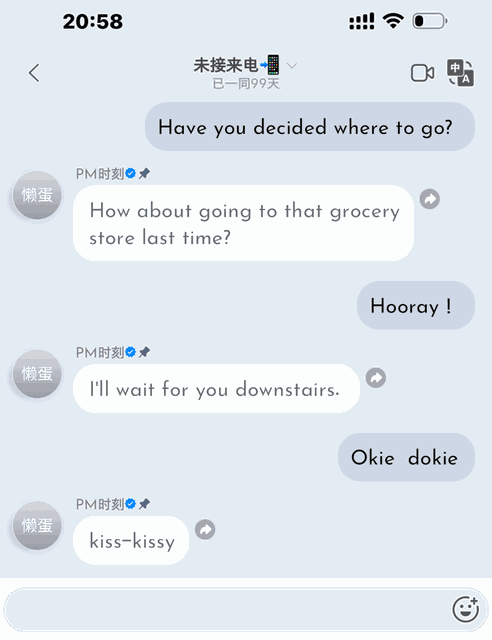 20:58
未接来电
已一同99天
中
A
Have you decided where to go?
PM时刻
懒蛋
How about going to that grocery
store last time?
Hooray !
PM时刻
懒蛋
I'll wait for you downstairs.
Okie dokie
PM时刻
懒蛋
kiss-kissy